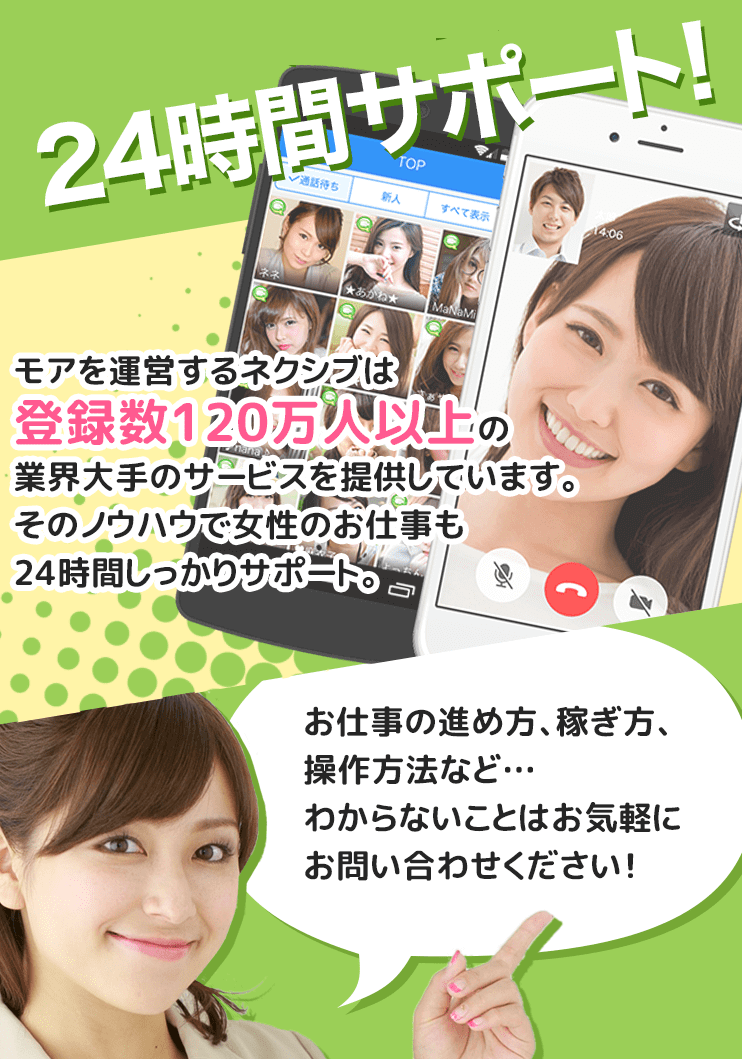 24時間サポート!
TOP
通話待ち
新人
すべて表示
14:06
ネネ
★あかね★
MaNaMi
モアを運営するネクシブは
登録数120万人以上の
業界大手のサービスを提供しています。
そのノウハウで女性のお仕事も
24時間しっかりサポート。
お仕事の進め方、稼ぎ方、
操作方法など…
わからないことはお気軽に
お問い合わせください!